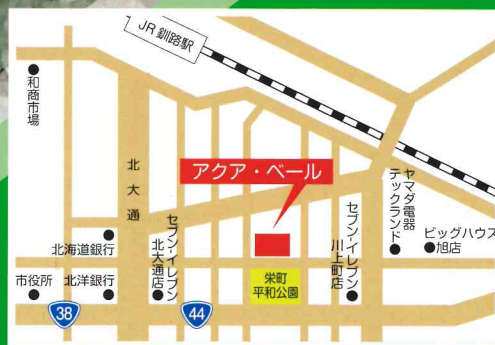 JR 釧路駅
和商市場
北大通
アクア・ベール
セブン-イレブン
北大通店
北海道銀行
市役所
北洋銀行
38
44
栄町
平和公園
セブン-イレブン
川上町店
ヤマダ電器
テックランド
ビッグハウス
旭店